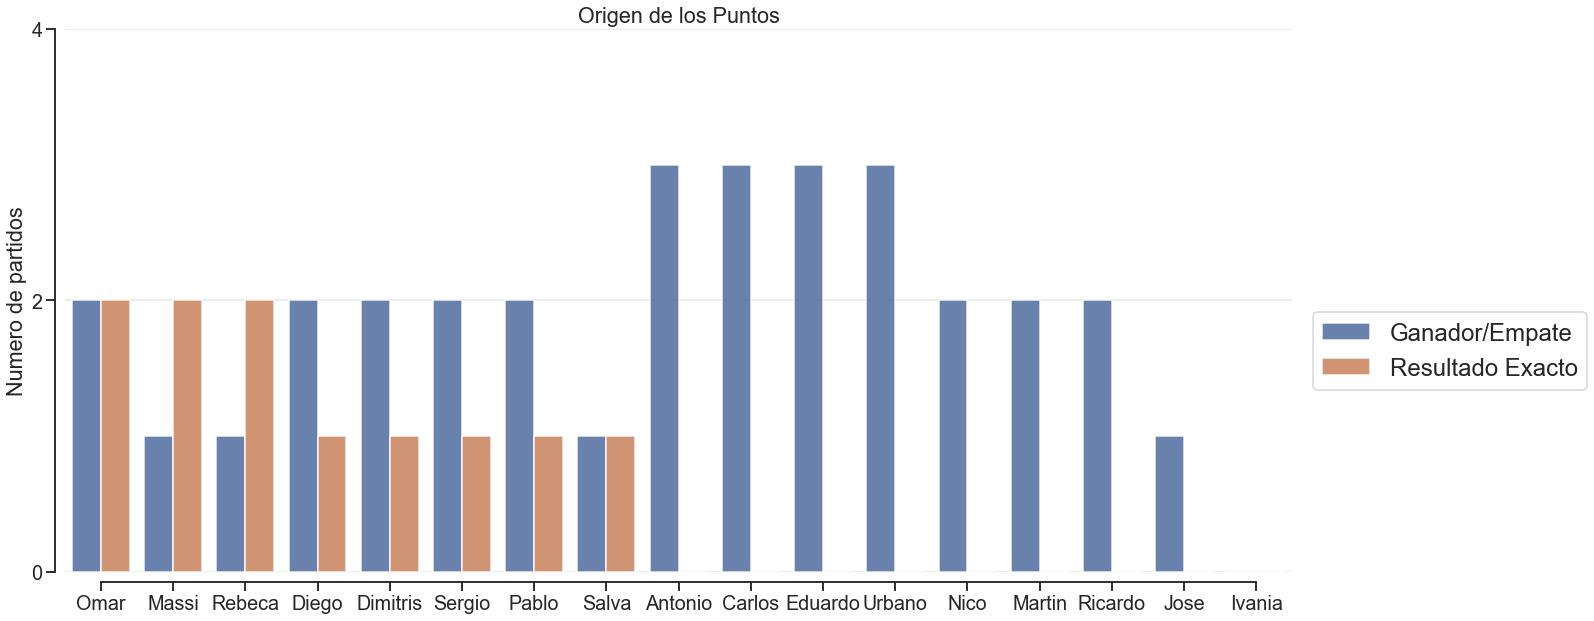 Origen de los Puntos
Numero de partidos
4
2
0
Omar Massi Rebeca Diego Dimitris Sergio Pablo Salva Antonio Carlos Eduardo Urbano Nico Martin Ricardo Jose Ivania
Ganador/Empate
Resultado Exacto